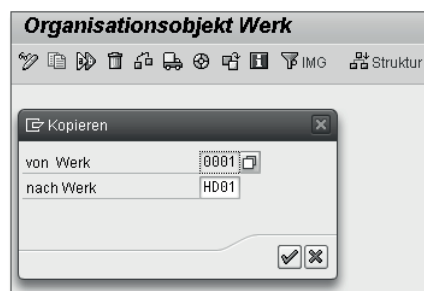 Organisationsobjekt Werk
IMG Struktur
Kopieren
von Werk 0001
nach Werk HD01